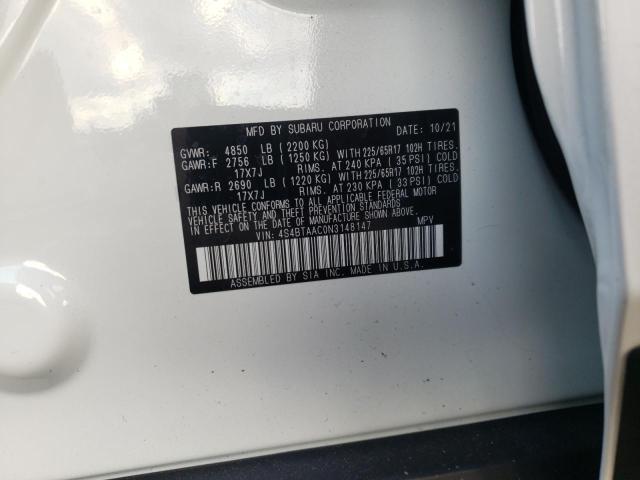 MFD BY SUBARU CORPORATION DATE: 10/21
GVWR: 4850 LB (2200 KG)
GAWR:F 2756 LB (1250 KG) WITH 225/65R17 102H TIRES.
17X7J RIMS. AT 240 KPA (35 PSI) COLD
GAWR:R 2690 LB (1220 KG) WITH 225/65R17 102H TIRES.
17X7J RIMS. AT 230 KPA (33 PSI) COLD
THIS VEHICLE CONFORMS TO ALL APPLICABLE FEDERAL MOTOR
VEHICLE SAFETY AND THEFT PREVENTION STANDARDS
IN EFFECT ON THE DATE OF MANUFACTURE SHOWN ABOVE.
VIN: 4S4BTAAC0N3148147 MPV
ASSEMBLED BY SIA INC. MADE IN U.S.A.